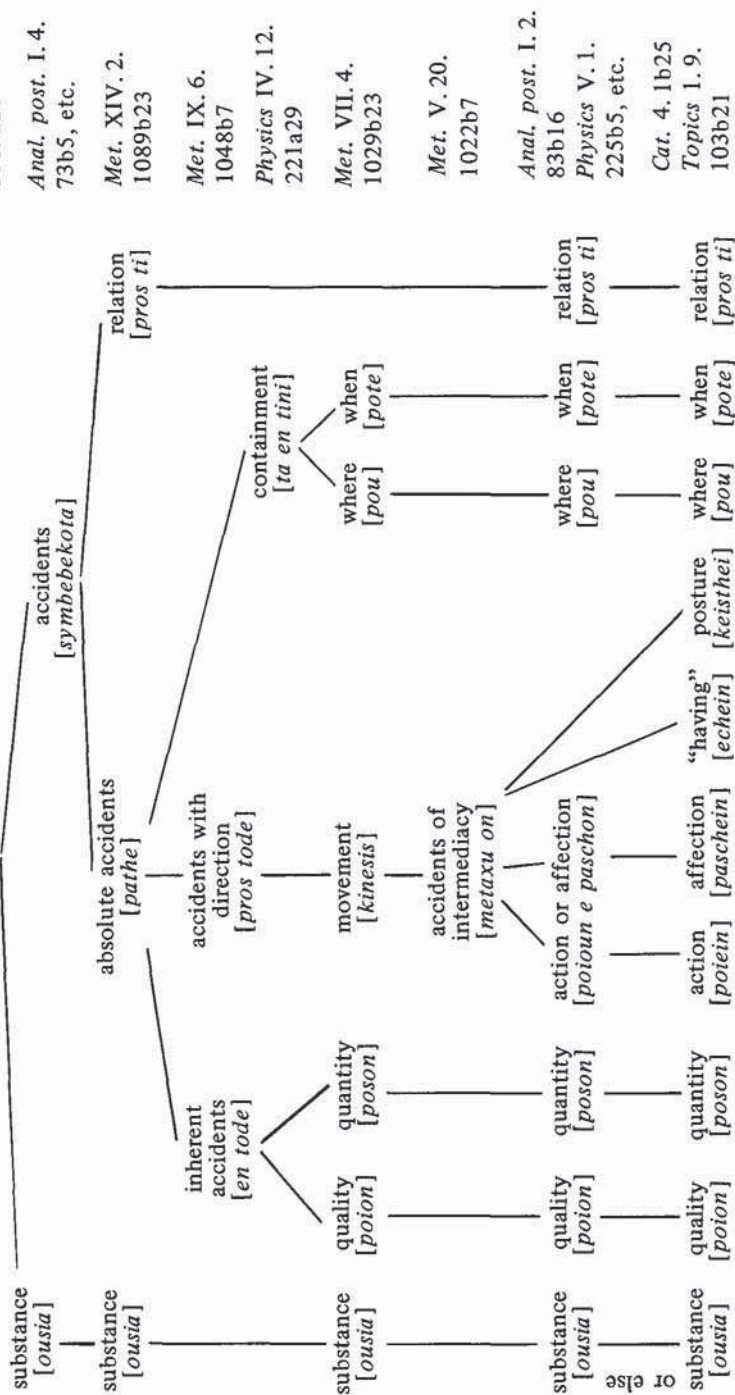 substance
[ousia]
accidents
[symbebekota]
Anal. post. I. 4.
73b5, etc.
substance
[ousia]
absolute accidents
[pathe]
relation
[pros ti]
Met. XIV. 2.
1089b23
inherent
accidents
[en tode]
accidents with
direction
[pros tode]
Met. IX. 6.
1048b7
containment
[ta en tini]
Physics IV. 12.
221a29
substance
[ousia]
quality
[poion]
quantity
[poson]
movement
[kinesis]
where
[pou]
when
[pote]
Met. VII. 4.
1029b23
accidents of
intermediacy
[metaxu on]
Met. V. 20.
1022b7
substance
[ousia]
quality
[poion]
quantity
[poson]
action or affection
[poioun e paschon]
where
[pou]
when
[pote]
relation
[pros ti]
Anal. post. I. 2.
83b16
Physics V. 1.
225b5, etc.
or else
substance
[ousia]
quality
[poion]
quantity
[poson]
action
[poiein]
affection
[paschein]
"having"
[echein]
posture
[keisthei]
where
[pou]
when
[pote]
relation
[pros ti]
Cat. 4. 1b25
Topics I. 9.
103b21